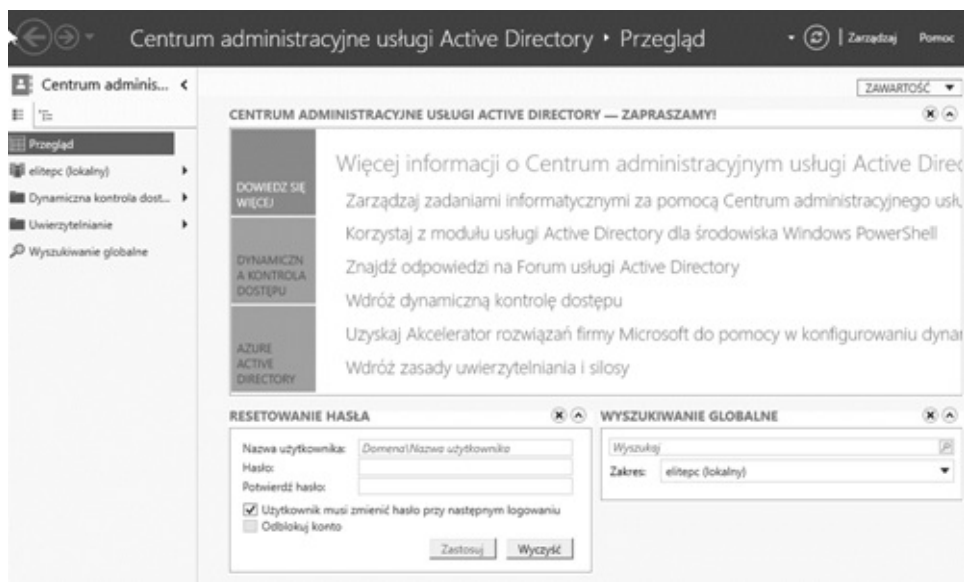 Centrum administracyjne usługi Active Directory • Przegląd
Zarządzaj Pomoc
Centrum adminis...
Przegląd
elitepc (lokalny)
Dynamiczna kontrola dost...
Uwierzytelnianie
Wyszukiwanie globalne
ZAWARTOŚĆ
CENTRUM ADMINISTRACYJNE USŁUGI ACTIVE DIRECTORY — ZAPRASZAMY!
DOWIEDZ SIĘ
WIĘCEJ
DYNAMICZN
A KONTROLA
DOSTĘPU
AZURE
ACTIVE
DIRECTORY
Więcej informacji o Centrum administracyjnym usługi Active Direc
Zarządzaj zadaniami informatycznymi za pomocą Centrum administracyjnego usłu
Korzystaj z modułu usługi Active Directory dla środowiska Windows PowerShell
Znajdź odpowiedzi na Forum usługi Active Directory
Wdróż dynamiczną kontrolę dostępu
Uzyskaj Akcelerator rozwiązań firmy Microsoft do pomocy w konfigurowaniu dynar
Wdróż zasady uwierzytelniania i silosy
RESETOWANIE HASŁA
Nazwa użytkownika: Domena\Nazwa użytkownika
Hasło:
Potwierdź hasło:
Użytkownik musi zmienić hasło przy następnym logowaniu
Odblokuj konto
Zastosuj Wyczyść
WYSZUKIWANIE GLOBALNE
Wyszukaj
Zakres: elitepc (lokalny)